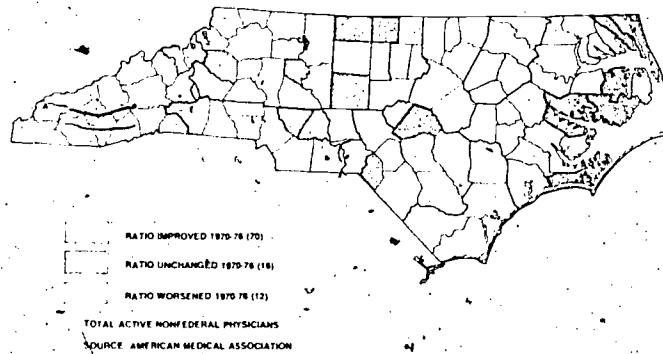 RATIO IMPROVED 1970-76 (70)
RATIO UNCHANGED 1970-76 (16)
RATIO WORSENED 1970-76 (12)
TOTAL ACTIVE NONFEDERAL PHYSICIANS
SOURCE AMERICAN MEDICAL ASSOCIATION